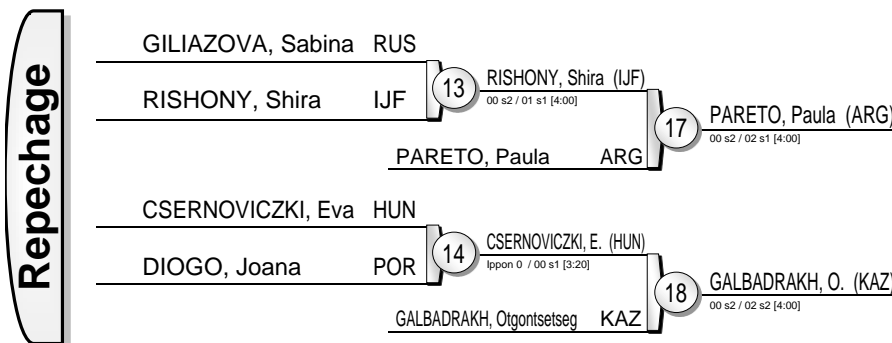 Repechage
GILIAZOVA, Sabina RUS
RISHONY, Shira IJF
13
RISHONY, Shira (IJF)
00 s2 / 01 s1 [4:00]
PARETO, Paula ARG
17
PARETO, Paula (ARG)
00 s2 / 02 s1 [4:00]
CSERNOVICZKI, Eva HUN
DIOGO, Joana POR
14
CSERNOVICZKI, E. (HUN)
Ippon 0 / 00 s1 [3:20]
GALBADRAKH, Otgontsetseg KAZ
18
GALBADRAKH, O. (KAZ)
00 s2 / 02 s2 [4:00]